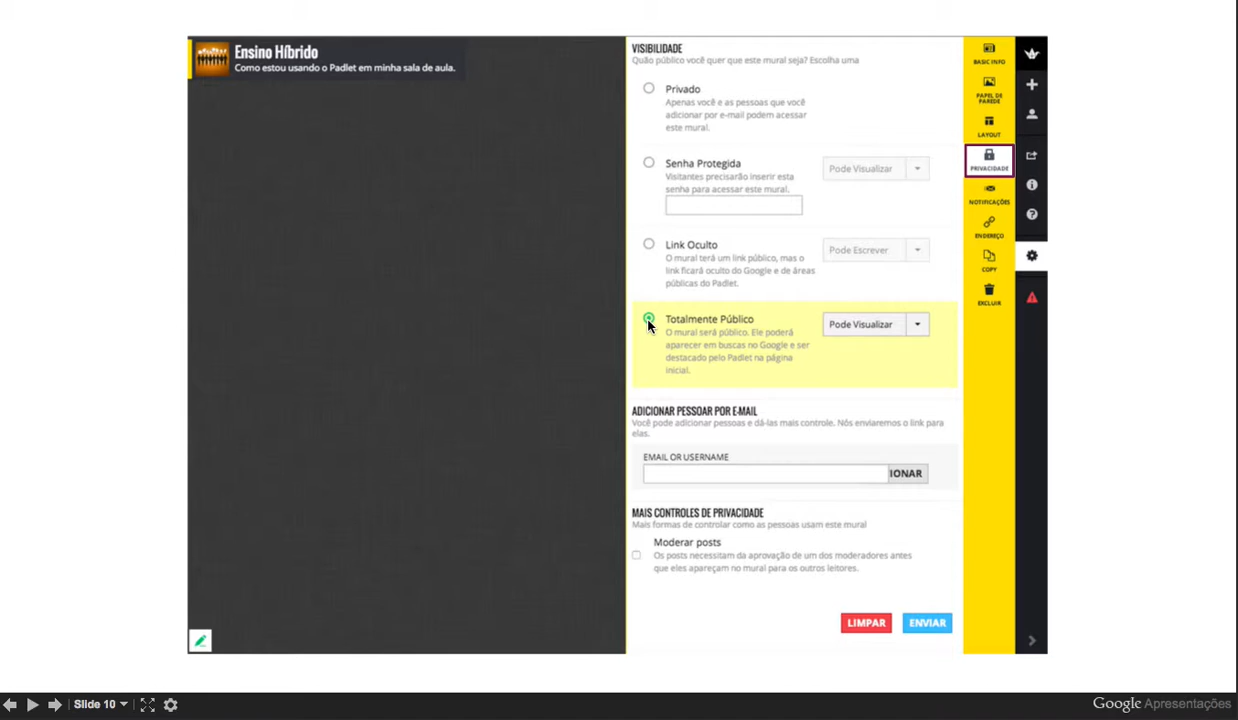 Ensino Híbrido
Como estou usando o Padlet em minha sala de aula.
VISIBILIDADE
Quão público você quer que este mural seja? Escolha uma
Privado
Apenas você e as pessoas que você
adicionar por e-mail podem acessar
este mural.
Senha Protegida
Pode Visualizar
Visitantes precisarão inserir esta
senha para acessar este mural.
Link Oculto
Pode Escrever
O mural terá um link público, mas o
link ficará oculto do Google e de áreas
públicas do Padlet.
Totalmente Público
Pode Visualizar
O mural será público. Ele poderá
aparecer em buscas no Google e ser
destacado pelo Padlet na página
inicial.
ADICIONAR PESSOAR POR E-MAIL
Você pode adicionar pessoas e dá-las mais controle. Nós enviaremos o link para
elas.
EMAIL OR USERNAME
IONAR
MAIS CONTROLES DE PRIVACIDADE
Mais formas de controlar como as pessoas usam este mural
Moderar posts
Os posts necessitam da aprovação de um dos moderadores antes
que eles apareçam no mural para os outros leitores.
LIMPAR
ENVIAR
BASIC INFO
PAPEL DE
PAREDE
LAYOUT
PRIVACIDADE
NOTIFICAÇÕES
ENDEREÇO
COPY
EXCLUIR
Slide 10
Google Apresentações